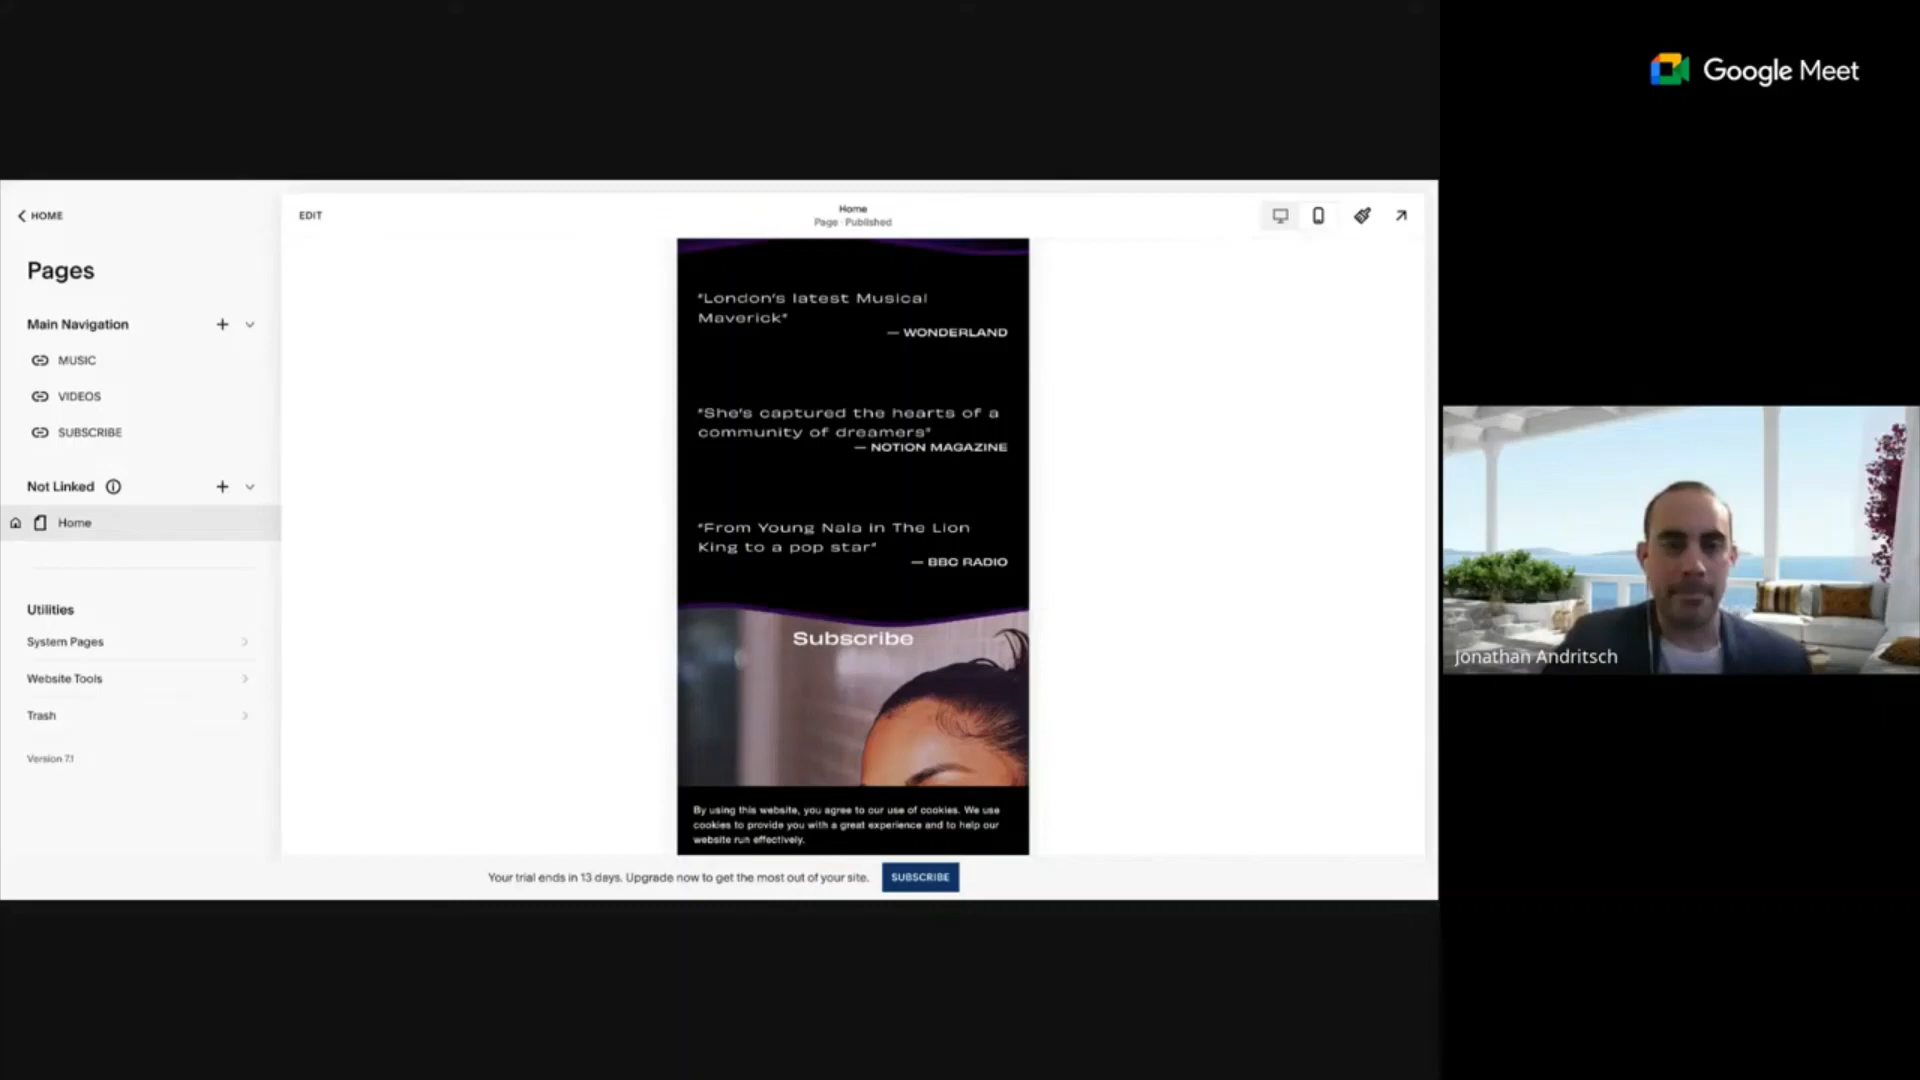 Google Meet
HOME
EDIT
Home
Page · Published
Pages
Main Navigation
MUSIC
VIDEOS
SUBSCRIBE
Not Linked
Home
Utilities
System Pages
Website Tools
Trash
Version 7.1
"London's latest Musical
Maverick"
— WONDERLAND
"She's captured the hearts of a
community of dreamers"
— NOTION MAGAZINE
"From Young Nala in The Lion
King to a pop star"
— BBC RADIO
Subscribe
By using this website, you agree to our use of cookies. We use
cookies to provide you with a great experience and to help our
website run effectively.
Your trial ends in 13 days. Upgrade now to get the most out of your site.
SUBSCRIBE
Jonathan Andritsch